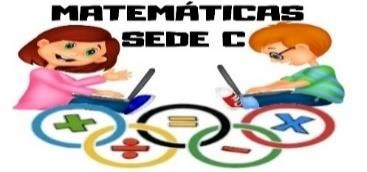 MATEMÁTICAS
SEDE C
+ = x
÷ -